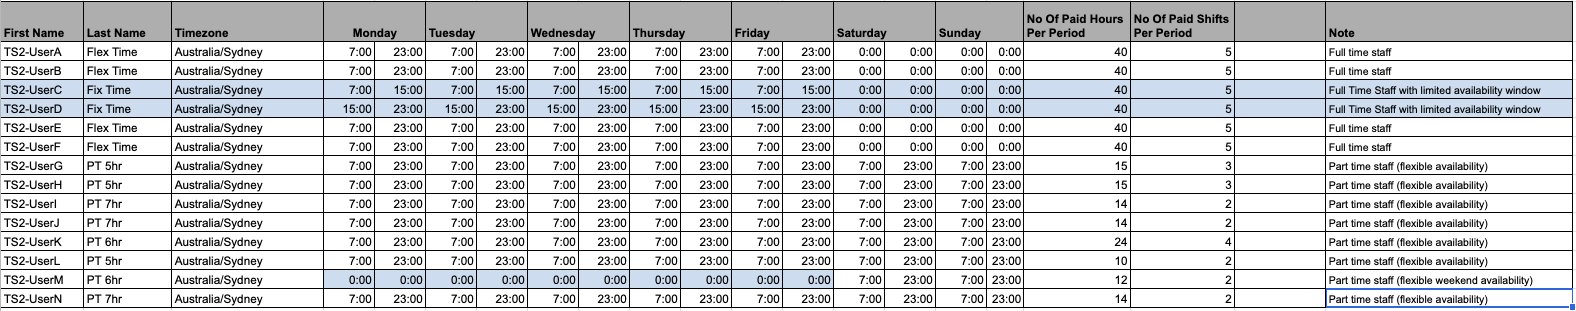 No Of Paid Hours No Of Paid Shifts
First Name Last Name Timezone Monday Tuesday Wednesday Thursday Friday Saturday Sunday Per Period Per Period Note
TS2-UserA Flex Time Australia/Sydney 7:00 23:00 7:00 23:00 7:00 23:00 7:00 23:00 7:00 23:00 0:00 0:00 0:00 0:00 40 5 Full time staff
TS2-UserB Flex Time Australia/Sydney 7:00 23:00 7:00 23:00 7:00 23:00 7:00 23:00 7:00 23:00 0:00 0:00 0:00 0:00 40 5 Full time staff
TS2-UserC Fix Time Australia/Sydney 7:00 15:00 7:00 15:00 7:00 15:00 7:00 15:00 7:00 15:00 0:00 0:00 0:00 0:00 40 5 Full Time Staff with limited availability window
TS2-UserD Fix Time Australia/Sydney 15:00 23:00 15:00 23:00 15:00 23:00 15:00 23:00 15:00 23:00 0:00 0:00 0:00 0:00 40 5 Full Time Staff with limited availability window
TS2-UserE Flex Time Australia/Sydney 7:00 23:00 7:00 23:00 7:00 23:00 7:00 23:00 7:00 23:00 0:00 0:00 0:00 0:00 40 5 Full time staff
TS2-UserF Flex Time Australia/Sydney 7:00 23:00 7:00 23:00 7:00 23:00 7:00 23:00 7:00 23:00 0:00 0:00 0:00 0:00 40 5 Full time staff
TS2-UserG PT 5hr Australia/Sydney 7:00 23:00 7:00 23:00 7:00 23:00 7:00 23:00 7:00 23:00 7:00 23:00 7:00 23:00 15 3 Part time staff (flexible availability)
TS2-UserH PT 5hr Australia/Sydney 7:00 23:00 7:00 23:00 7:00 23:00 7:00 23:00 7:00 23:00 7:00 23:00 7:00 23:00 15 3 Part time staff (flexible availability)
TS2-UserI PT 7hr Australia/Sydney 7:00 23:00 7:00 23:00 7:00 23:00 7:00 23:00 7:00 23:00 7:00 23:00 7:00 23:00 14 2 Part time staff (flexible availability)
TS2-UserJ PT 7hr Australia/Sydney 7:00 23:00 7:00 23:00 7:00 23:00 7:00 23:00 7:00 23:00 7:00 23:00 7:00 23:00 14 2 Part time staff (flexible availability)
TS2-UserK PT 6hr Australia/Sydney 7:00 23:00 7:00 23:00 7:00 23:00 7:00 23:00 7:00 23:00 7:00 23:00 7:00 23:00 24 4 Part time staff (flexible availability)
TS2-UserL PT 5hr Australia/Sydney 7:00 23:00 7:00 23:00 7:00 23:00 7:00 23:00 7:00 23:00 7:00 23:00 7:00 23:00 10 2 Part time staff (flexible availability)
TS2-UserM PT 6hr Australia/Sydney 0:00 0:00 0:00 0:00 0:00 0:00 0:00 0:00 0:00 0:00 7:00 23:00 7:00 23:00 12 2 Part time staff (flexible weekend availability)
TS2-UserN PT 7hr Australia/Sydney 7:00 23:00 7:00 23:00 7:00 23:00 7:00 23:00 7:00 23:00 7:00 23:00 7:00 23:00 14 2 Part time staff (flexible availability)